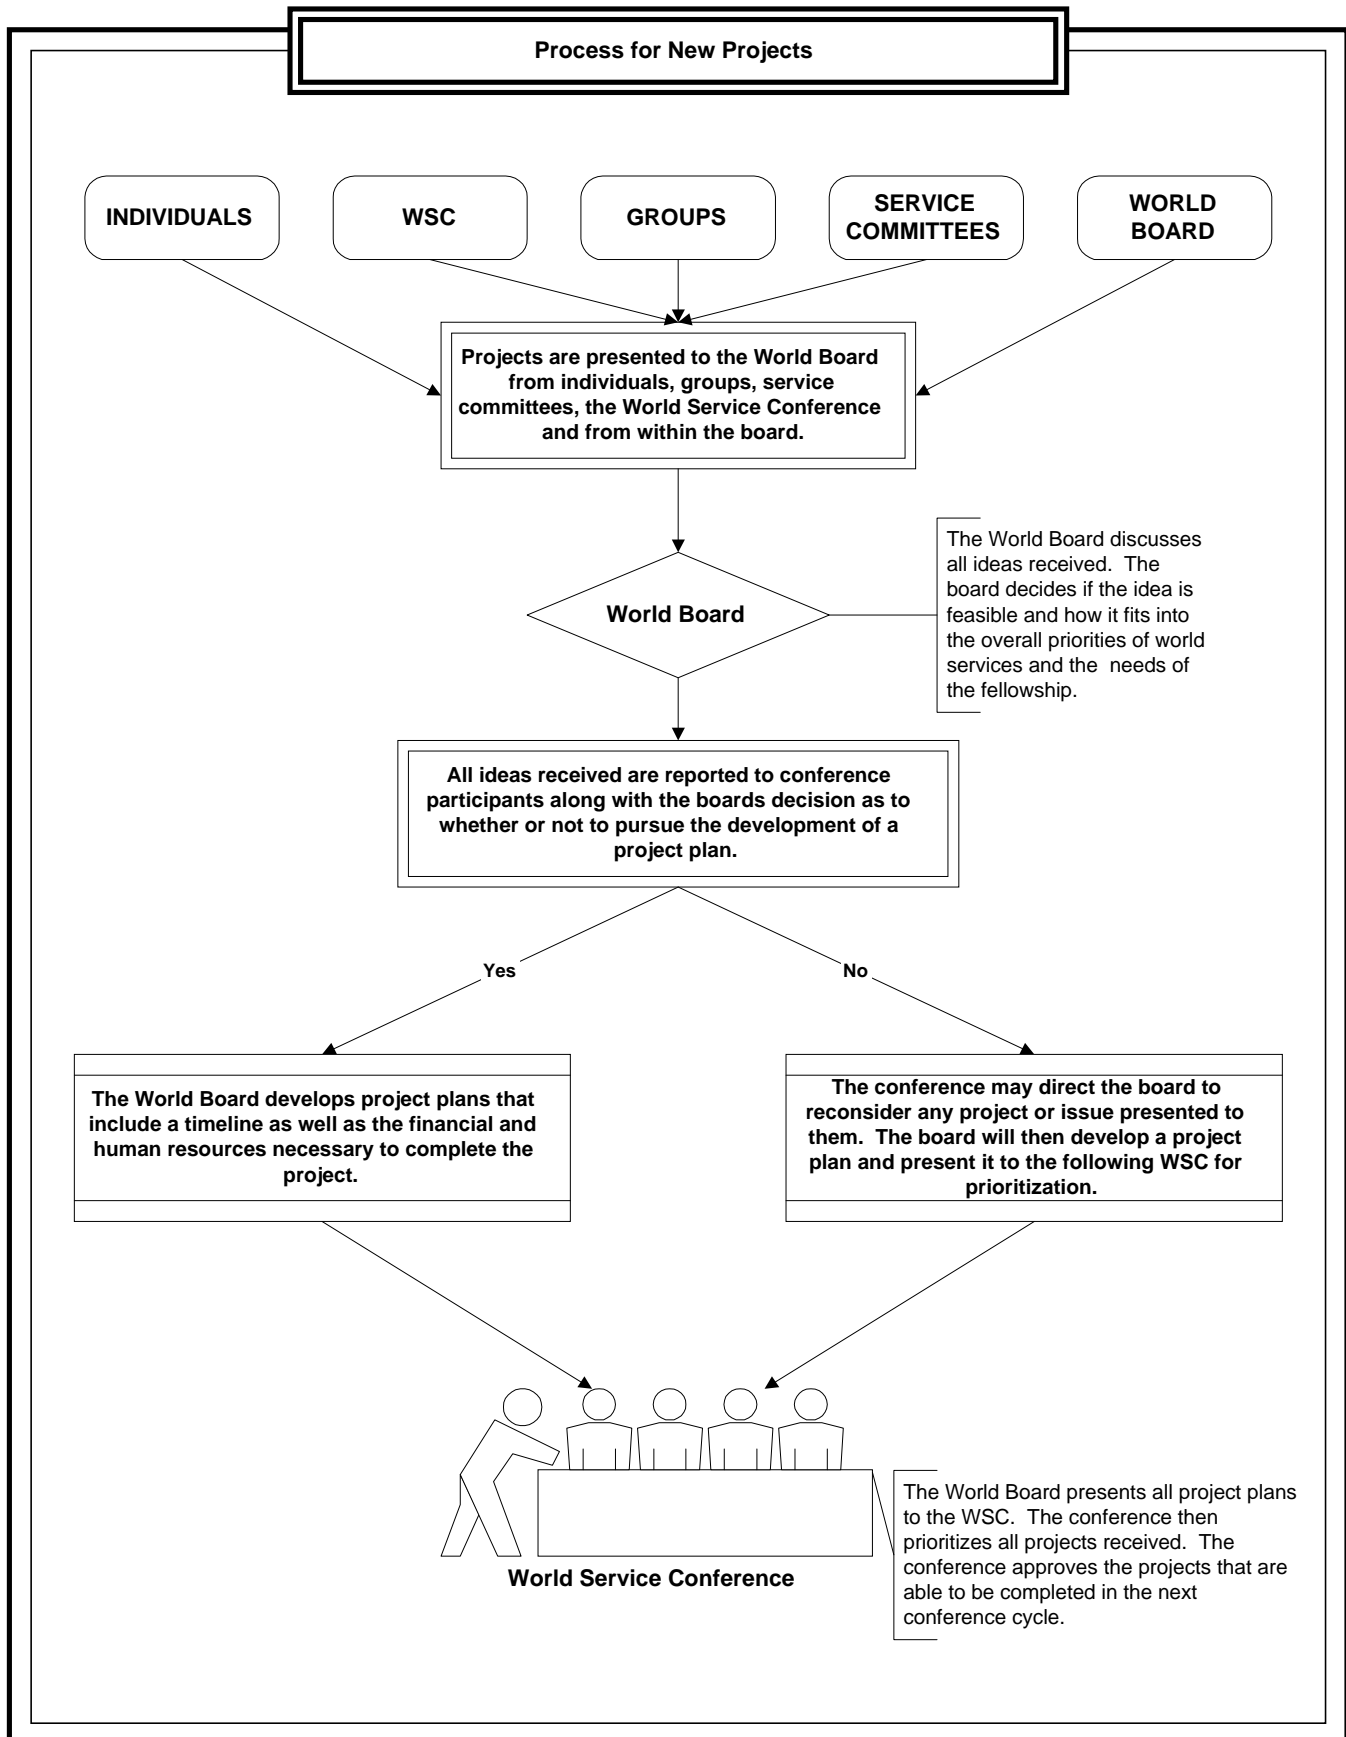 Process for New Projects
INDIVIDUALS
WSC
GROUPS
SERVICE
COMMITTEES
WORLD
BOARD
Projects are presented to the World Board
from individuals, groups, service
committees, the World Service Conference
and from within the board.
World Board
The World Board discusses
all ideas received.  The
board decides if the idea is
feasible and how it fits into
the overall priorities of world
services and the  needs of
the fellowship.
All ideas received are reported to conference
participants along with the boards decision as to
whether or not to pursue the development of a
project plan.
Yes
No
The World Board develops project plans that
include a timeline as well as the financial and
human resources necessary to complete the
project.
The conference may direct the board to
reconsider any project or issue presented to
them.  The board will then develop a project
plan and present it to the following WSC for
prioritization.
World Service Conference
The World Board presents all project plans
to the WSC.  The conference then
prioritizes all projects received.  The
conference approves the projects that are
able to be completed in the next
conference cycle.